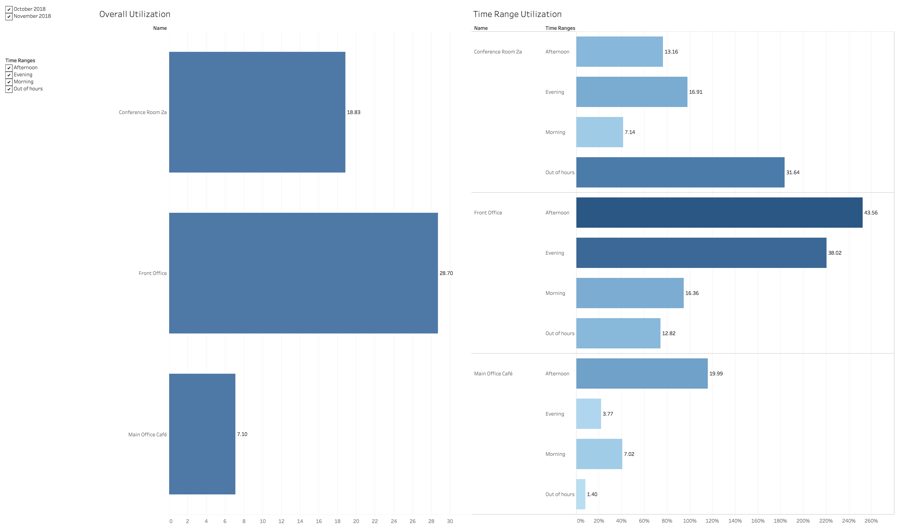 October 2018
November 2018
Time Ranges
Afternoon
Evening
Morning
Out of hours
Overall Utilization
Name
Conference Room 2a
18.83
Front Office
28.70
Main Office Café
7.10
0 2 4 6 8 10 12 14 16 18 20 22 24 26 28 30
Time Range Utilization
Name Time Ranges
Conference Room 2a Afternoon 13.16
Evening 16.91
Morning 7.14
Out of hours 31.64
Front Office Afternoon 43.56
Evening 38.02
Morning 16.36
Out of hours 12.82
Main Office Café Afternoon 19.99
Evening 3.77
Morning 7.02
Out of hours 1.40
0% 20% 40% 60% 80% 100% 120% 140% 160% 180% 200% 220% 240% 260%